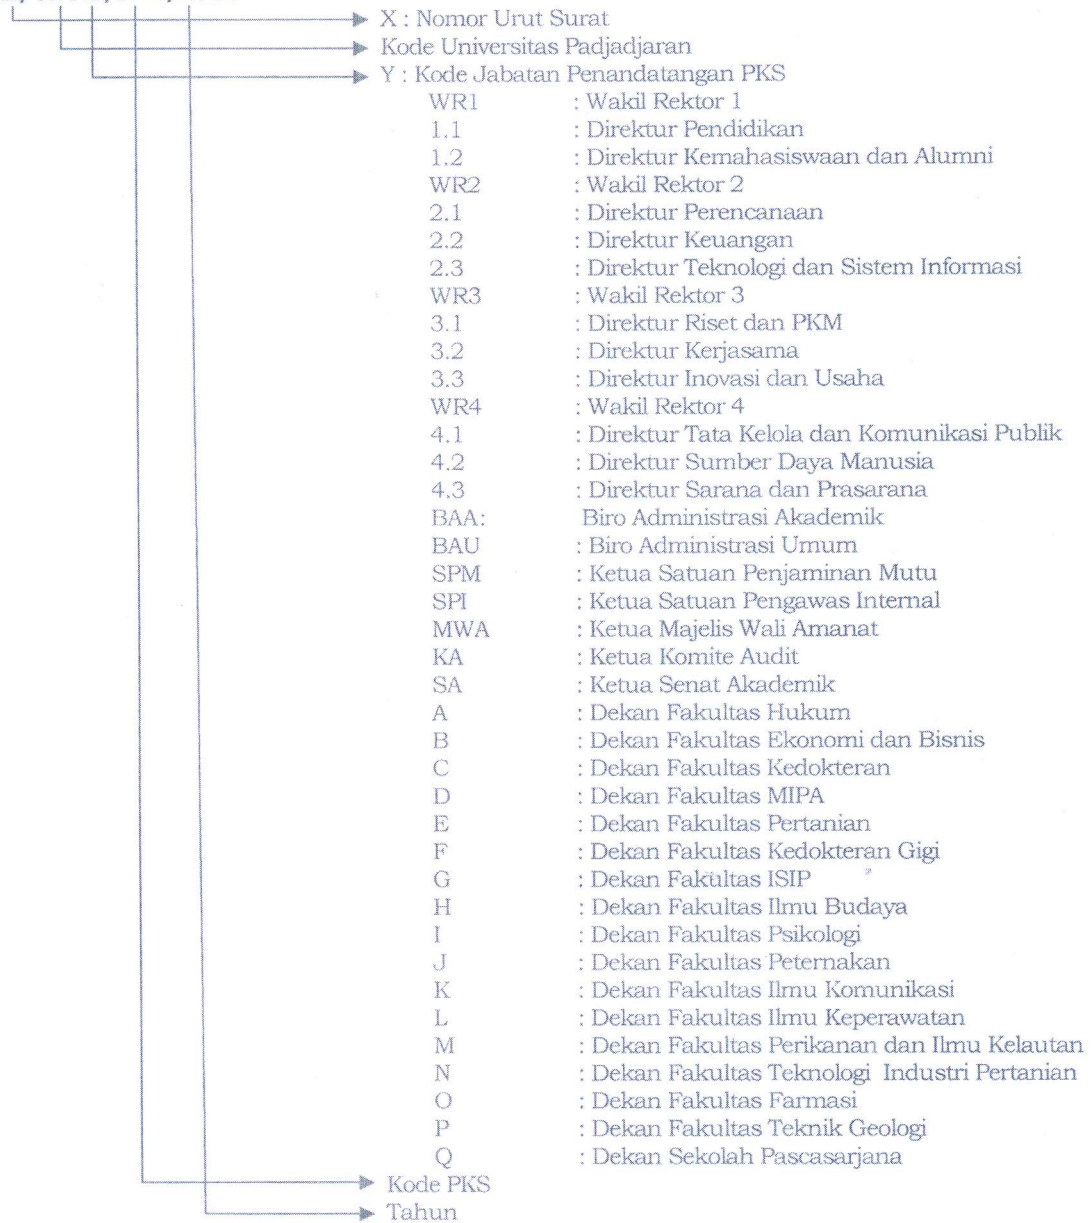 X : Nomor Urut Surat
Kode Universitas Padjadjaran
Y : Kode Jabatan Penandatangan PKS
WR1 : Wakil Rektor 1
1.1 : Direktur Pendidikan
1.2 : Direktur Kemahasiswaan dan Alumni
WR2 : Wakil Rektor 2
2.1 : Direktur Perencanaan
2.2 : Direktur Keuangan
2.3 : Direktur Teknologi dan Sistem Informasi
WR3 : Wakil Rektor 3
3.1 : Direktur Riset dan PKM
3.2 : Direktur Kerjasama
3.3 : Direktur Inovasi dan Usaha
WR4 : Wakil Rektor 4
4.1 : Direktur Tata Kelola dan Komunikasi Publik
4.2 : Direktur Sumber Daya Manusia
4.3 : Direktur Sarana dan Prasarana
BAA: Biro Administrasi Akademik
BAU : Biro Administrasi Umum
SPM : Ketua Satuan Penjaminan Mutu
SPI : Ketua Satuan Pengawas Internal
MWA : Ketua Majelis Wali Amanat
KA : Ketua Komite Audit
SA : Ketua Senat Akademik
A : Dekan Fakultas Hukum
B : Dekan Fakultas Ekonomi dan Bisnis
C : Dekan Fakultas Kedokteran
D : Dekan Fakultas MIPA
E : Dekan Fakultas Pertanian
F : Dekan Fakultas Kedokteran Gigi
G : Dekan Fakultas ISIP
H : Dekan Fakultas Ilmu Budaya
I : Dekan Fakultas Psikologi
J : Dekan Fakultas Peternakan
K : Dekan Fakultas Ilmu Komunikasi
L : Dekan Fakultas Ilmu Keperawatan
M : Dekan Fakultas Perikanan dan Ilmu Kelautan
N : Dekan Fakultas Teknologi Industri Pertanian
O : Dekan Fakultas Farmasi
P : Dekan Fakultas Teknik Geologi
Q : Dekan Sekolah Pascasarjana
Kode PKS
Tahun